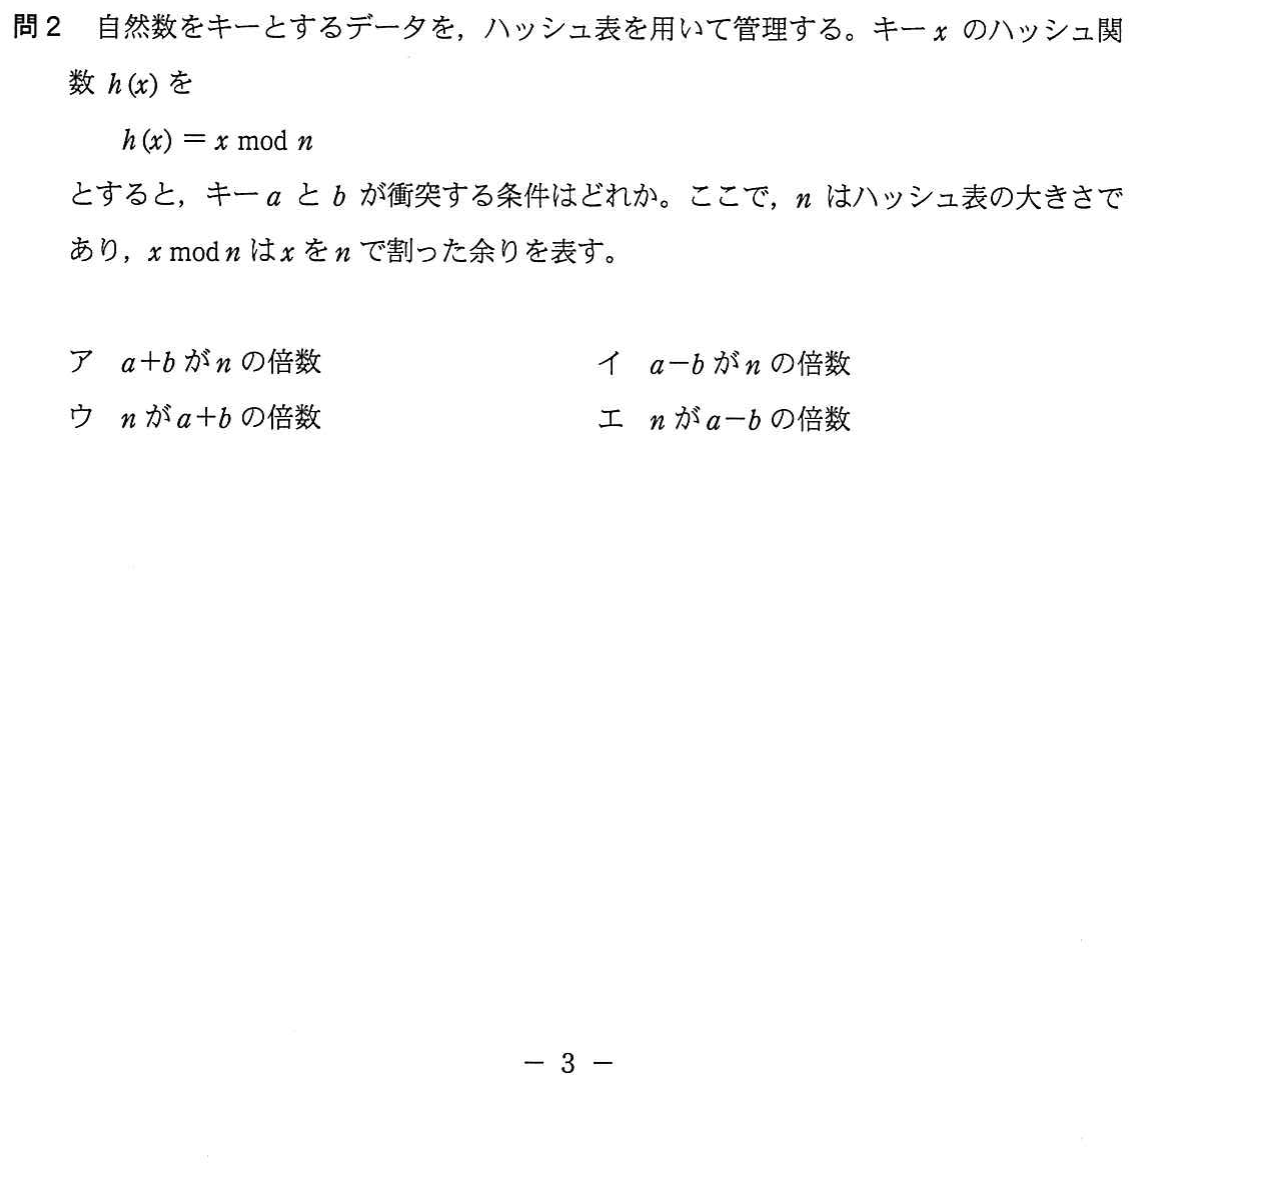 問2 自然数をキーとするデータを，ハッシュ表を用いて管理する。キー x のハッシュ関
数 h(x) を
h(x) ＝ x mod n
とすると，キー a と b が衝突する条件はどれか。ここで，n はハッシュ表の大きさで
あり，x mod n は x を n で割った余りを表す。
ア a＋b が n の倍数 イ a－b が n の倍数
ウ n が a＋b の倍数 エ n が a－b の倍数
－ 3 －